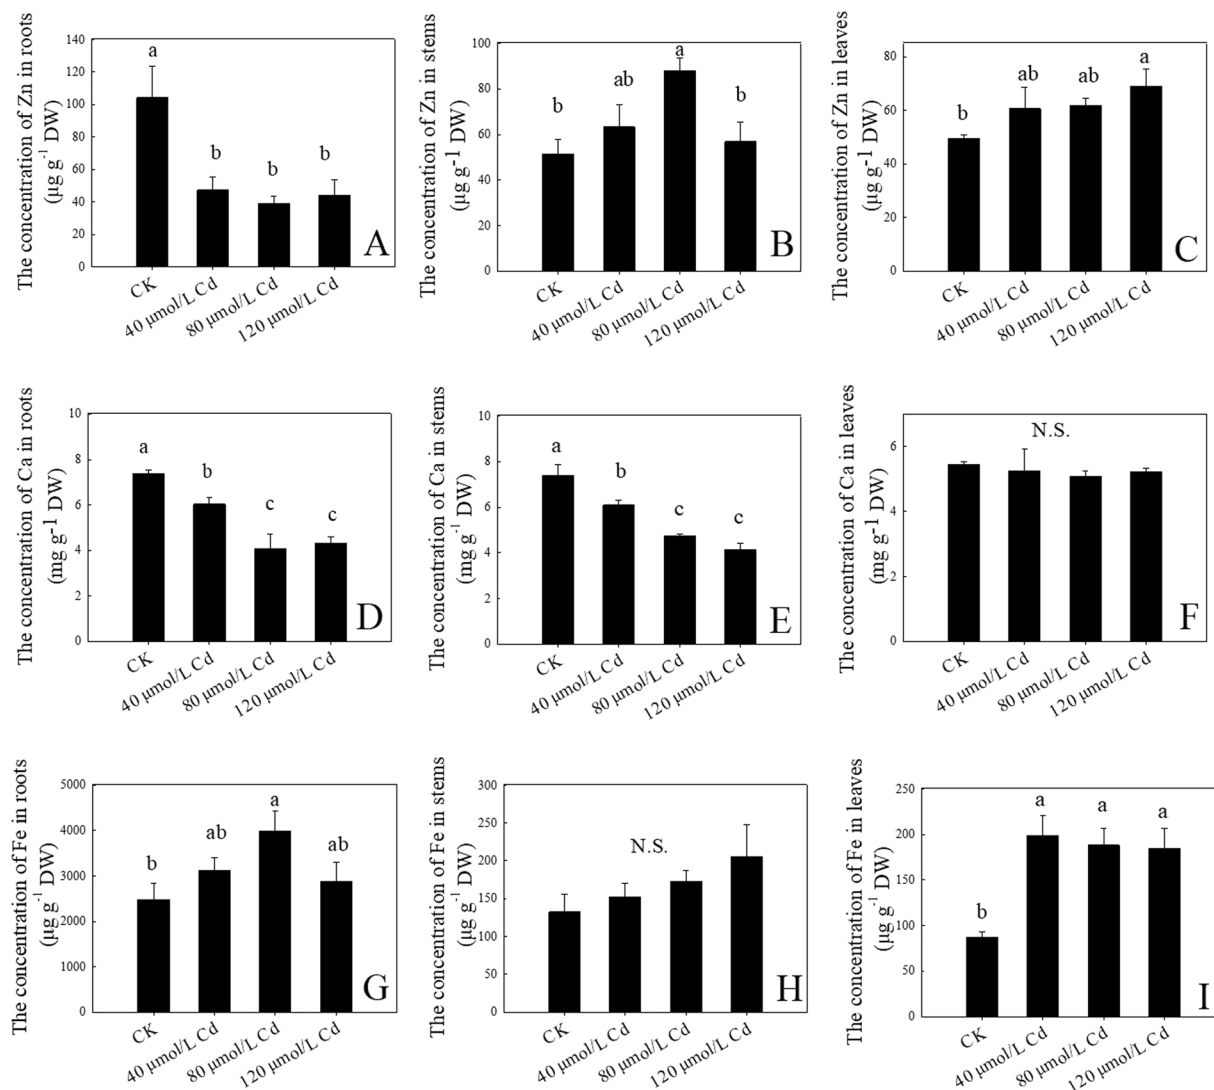 The concentration of Zn in roots
(µg g-1 DW)
140
120
100
80
60
40
20
0
a
b
b
b
A
CK
40 µmol/L Cd
80 µmol/L Cd
120 µmol/L Cd
The concentration of Zn in stems
(µg g-1 DW)
100
80
60
40
20
0
b
ab
a
b
B
CK
40 µmol/L Cd
80 µmol/L Cd
120 µmol/L Cd
The concentration of Zn in leaves
(µg g-1 DW)
80
60
40
20
0
b
ab
ab
a
C
CK
40 µmol/L Cd
80 µmol/L Cd
120 µmol/L Cd
The concentration of Ca in roots
(mg g-1 DW)
10
8
6
4
2
0
a
b
c
c
D
CK
40 µmol/L Cd
80 µmol/L Cd
120 µmol/L Cd
The concentration of Ca in stems
(mg g-1 DW)
10
8
6
4
2
0
a
b
c
c
E
CK
40 µmol/L Cd
80 µmol/L Cd
120 µmol/L Cd
The concentration of Ca in leaves
(mg g-1 DW)
6
4
2
0
N.S.
F
CK
40 µmol/L Cd
80 µmol/L Cd
120 µmol/L Cd
The concentration of Fe in roots
(µg g-1 DW)
5000
4000
3000
2000
1000
0
b
ab
a
ab
G
CK
40 µmol/L Cd
80 µmol/L Cd
120 µmol/L Cd
The concentration of Fe in stems
(µg g-1 DW)
300
250
200
150
100
50
0
N.S.
H
CK
40 µmol/L Cd
80 µmol/L Cd
120 µmol/L Cd
The concentration of Fe in leaves
(µg g-1 DW)
250
200
150
100
50
0
b
a
a
a
I
CK
40 µmol/L Cd
80 µmol/L Cd
120 µmol/L Cd